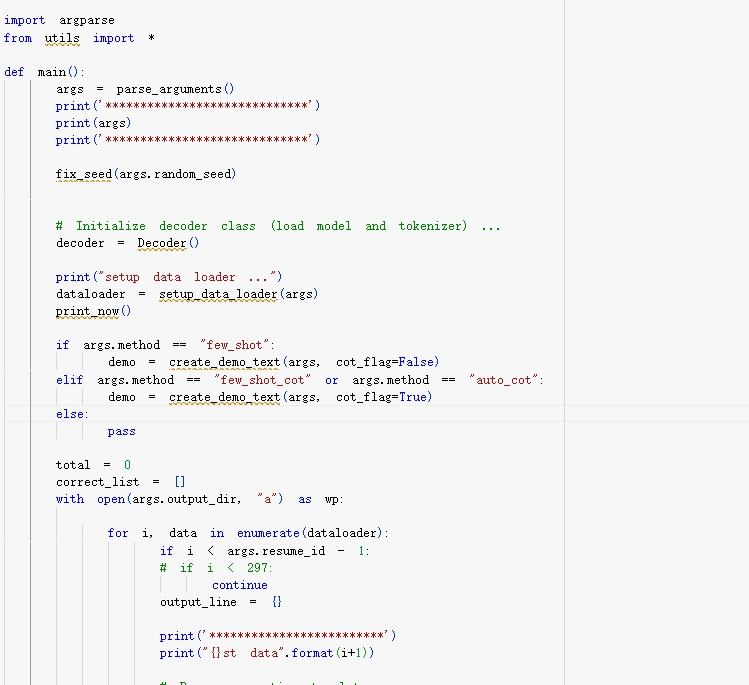 import argparse
from utils import *
def main():
args = parse_arguments()
print('*****************************')
print(args)
print('*****************************')
fix_seed(args.random_seed)
# Initialize decoder class (load model and tokenizer) ...
decoder = Decoder()
print("setup data loader ...")
dataloader = setup_data_loader(args)
print_now()
if args.method == "few_shot":
demo = create_demo_text(args, cot_flag=False)
elif args.method == "few_shot_cot" or args.method == "auto_cot":
demo = create_demo_text(args, cot_flag=True)
else:
pass
total = 0
correct_list = []
with open(args.output_dir, "a") as wp:
for i, data in enumerate(dataloader):
if i < args.resume_id - 1:
# if i < 297:
continue
output_line = {}
print('*************************')
print("{}st data".format(i+1))